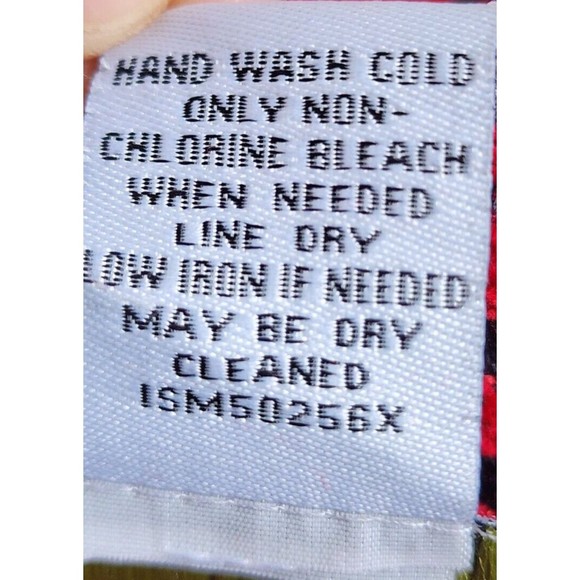 HAND WASH COLD
ONLY NON-
CHLORINE BLEACH
WHEN NEEDED
LINE DRY
LOW IRON IF NEEDED
MAY BE DRY
CLEANED
ISM50256X